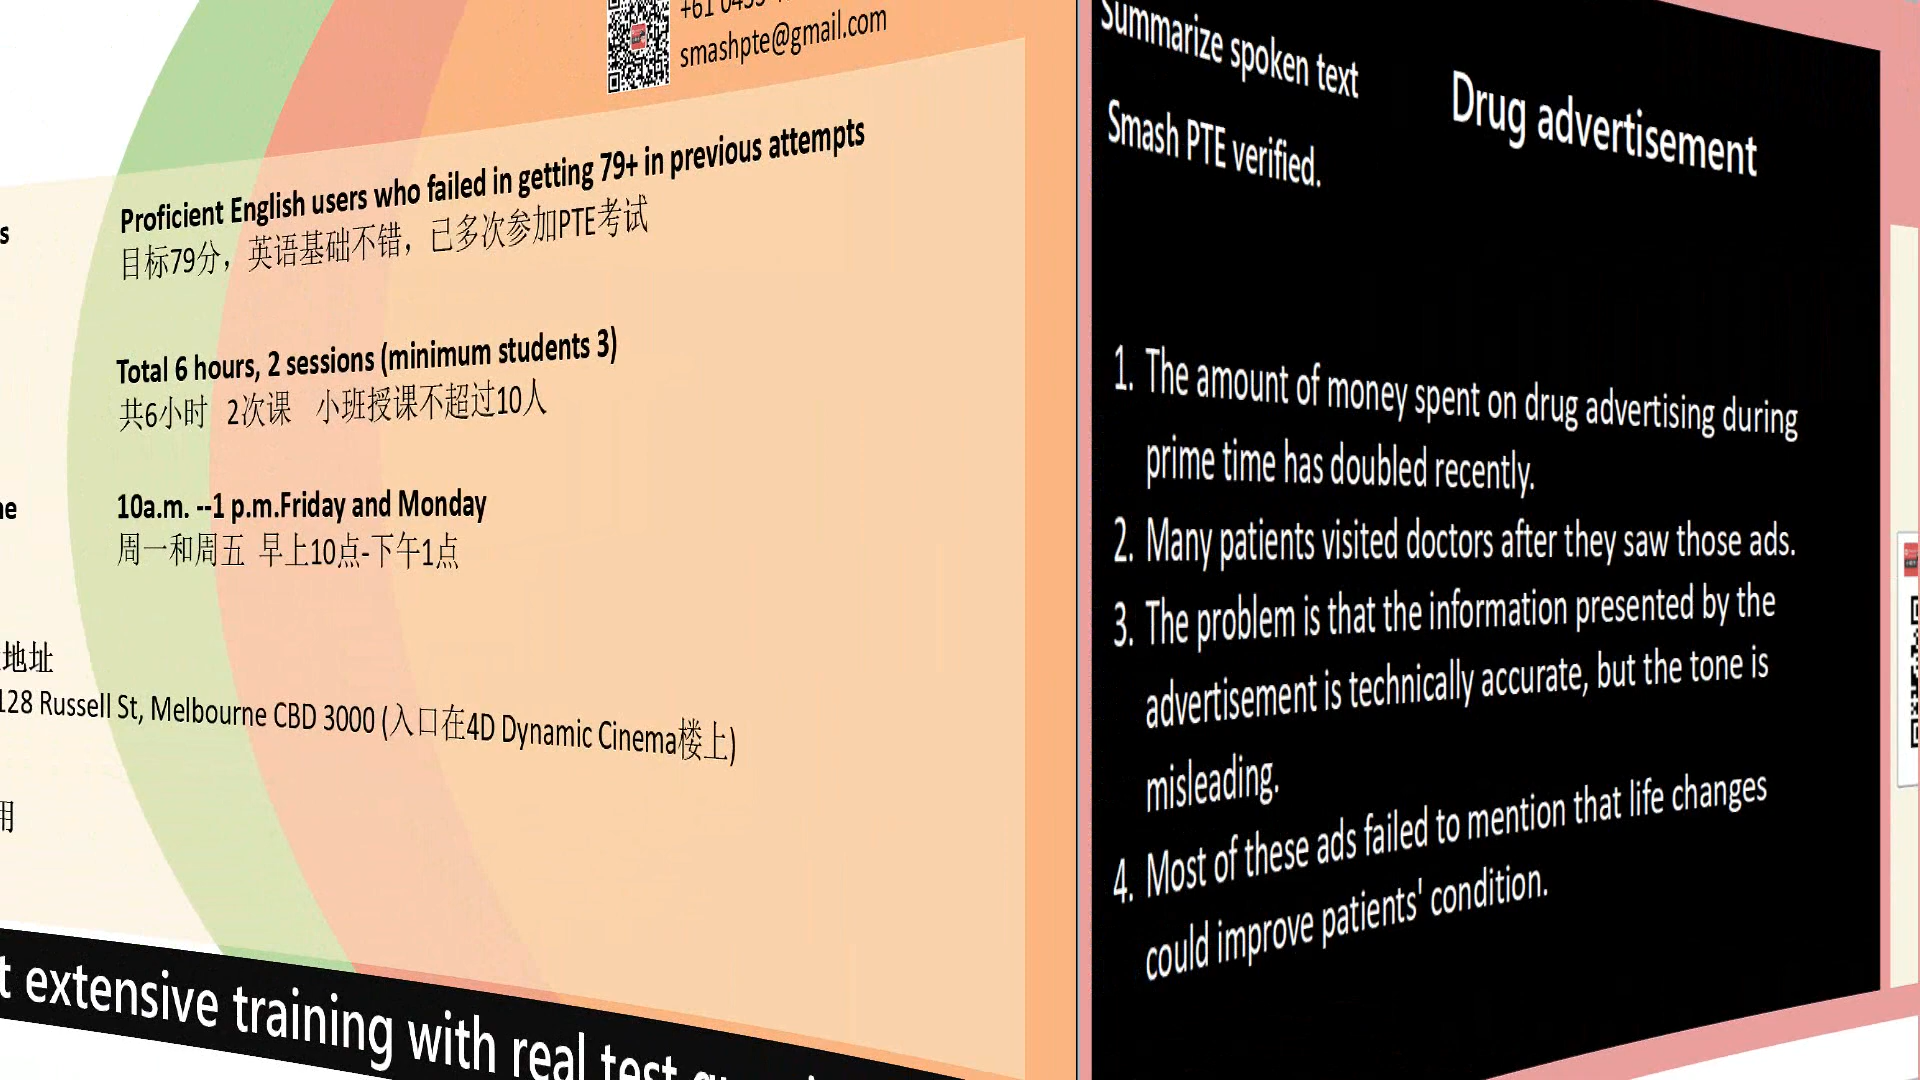 smashpte@gmail.com
Proficient English users who failed in getting 79+ in previous attempts
目标79分，英语基础不错，已多次参加PTE考试
Total 6 hours, 2 sessions (minimum students 3)
共6小时 2次课 小班授课不超过10人
10a.m. --1 p.m.Friday and Monday
周一和周五 早上10点-下午1点
地址
128 Russell St, Melbourne CBD 3000 (入口在4D Dynamic Cinema楼上)
用
extensive training with real test
Summarize spoken text
Drug advertisement
Smash PTE verified.
1. The amount of money spent on drug advertising during
prime time has doubled recently.
2. Many patients visited doctors after they saw those ads.
3. The problem is that the information presented by the
advertisement is technically accurate, but the tone is
misleading.
4. Most of these ads failed to mention that life changes
could improve patients' condition.